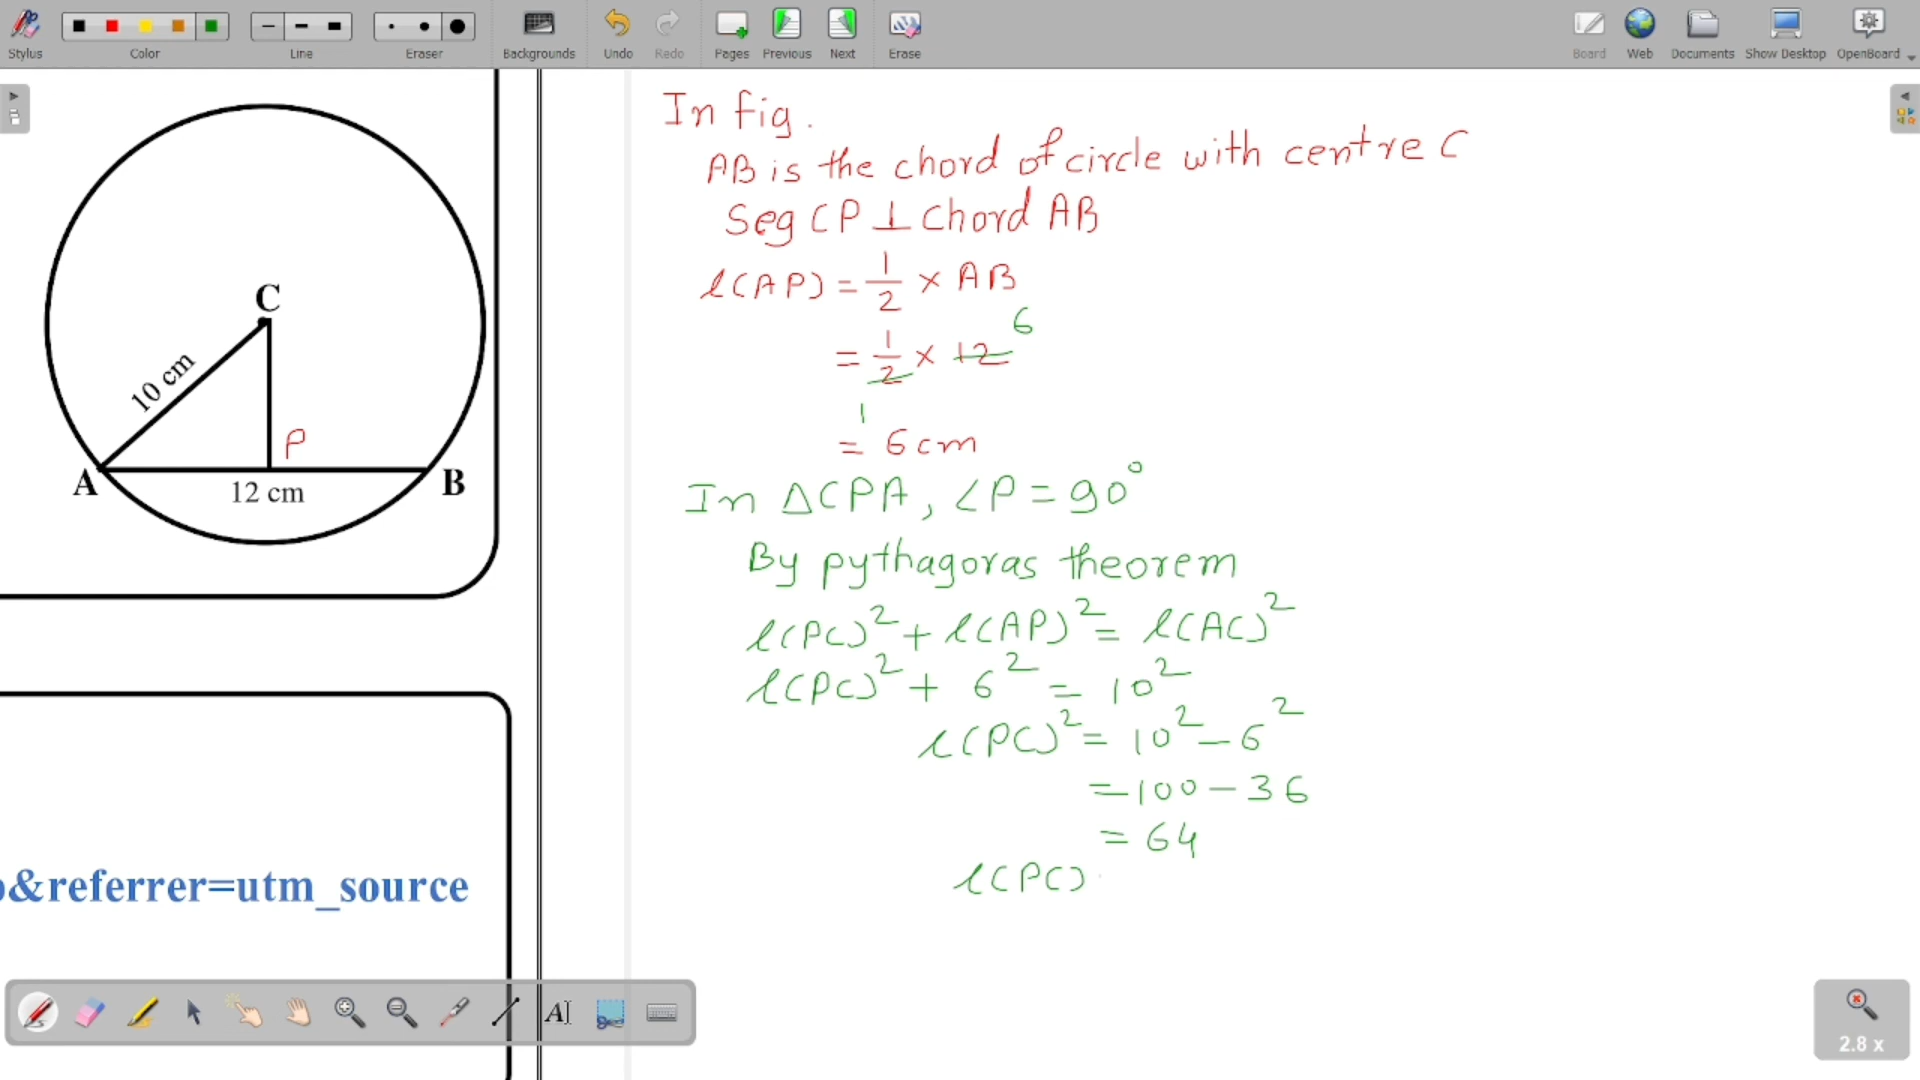 Stylus
Color
Line
Eraser
Backgrounds
Undo
Redo
Pages
Previous
Next
Erase
Board
Web
Documents
Show Desktop
OpenBoard
C
10 cm
P
A
12 cm
B
&referrer=utm_source
In fig.
AB is the chord of circle with centre C
Seg CP ⊥ Chord AB
l(AP) = 1/2 × AB
6
= 1/2 × 12
1
= 6 cm
In △CPA, ∠P = 90°
By pythagoras theorem
l(PC)² + l(AP)² = l(AC)²
l(PC)² + 6² = 10²
l(PC)² = 10² – 6²
= 100 – 36
= 64
l(PC)
A
2.8 x